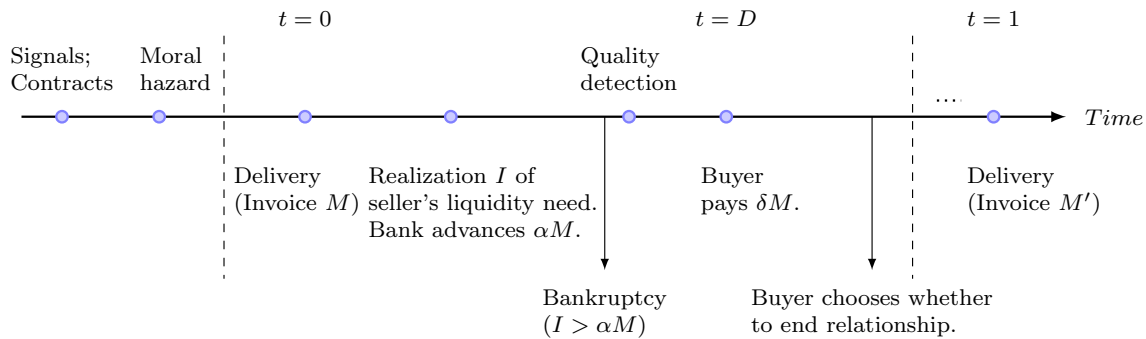 t = 0
t = D
t = 1
Signals;
Contracts
Moral
hazard
Quality
detection
....
Time
Delivery
(Invoice M)
Realization I of
seller's liquidity need.
Bank advances αM.
Buyer
pays δM.
Delivery
(Invoice M′)
Bankruptcy
(I > αM)
Buyer chooses whether
to end relationship.